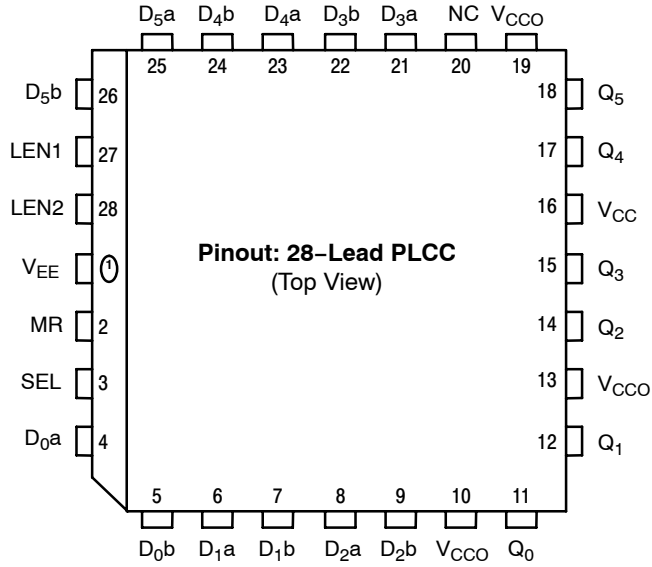 D5a D4b D4a D3b D3a NC VCCO
25 24 23 22 21 20 19
D5b 26 18 Q5
LEN1 27 17 Q4
LEN2 28 16 VCC
Pinout: 28–Lead PLCC
VEE 1 15 Q3
(Top View)
MR 2 14 Q2
SEL 3 13 VCCO
D0a 4 12 Q1
5 6 7 8 9 10 11
D0b D1a D1b D2a D2b VCCO Q0